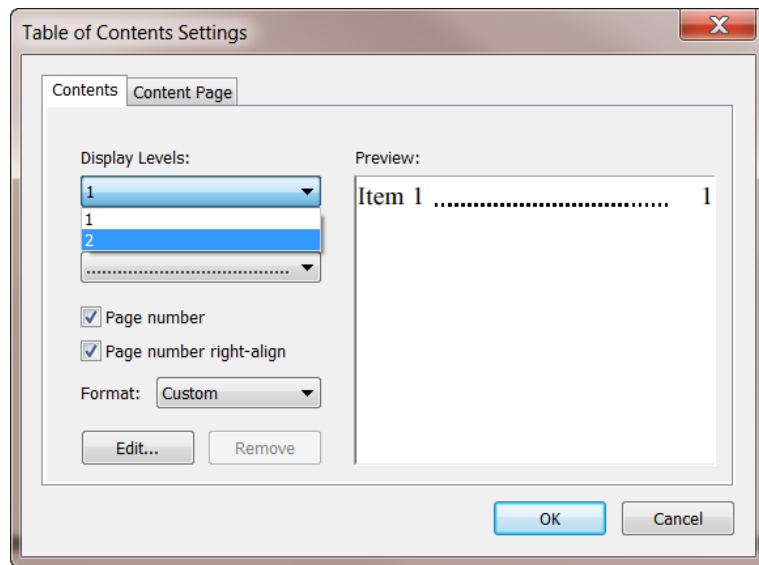 Table of Contents Settings
Contents
Content Page
Display Levels:
1
1
2
.......................................
Page number
Page number right-align
Format:
Custom
Edit...
Remove
Preview:
Item 1 .................................... 1
OK
Cancel